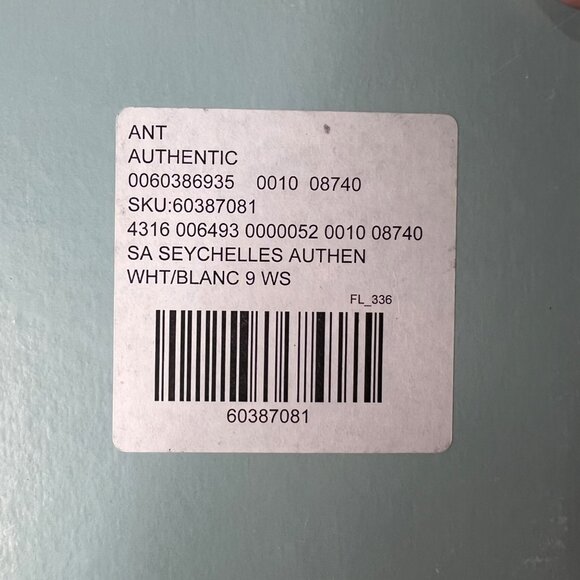 ANT
AUTHENTIC
0060386935 0010 08740
SKU:60387081
4316 006493 0000052 0010 08740
SA SEYCHELLES AUTHEN
WHT/BLANC 9 WS
FL_336
60387081